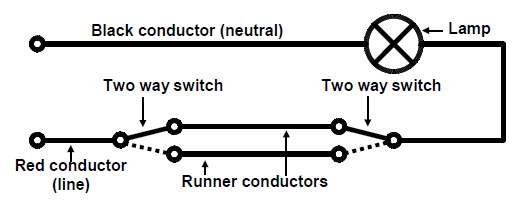 Black conductor (neutral)
Lamp
Two way switch
Two way switch
Red conductor
(line)
Runner conductors